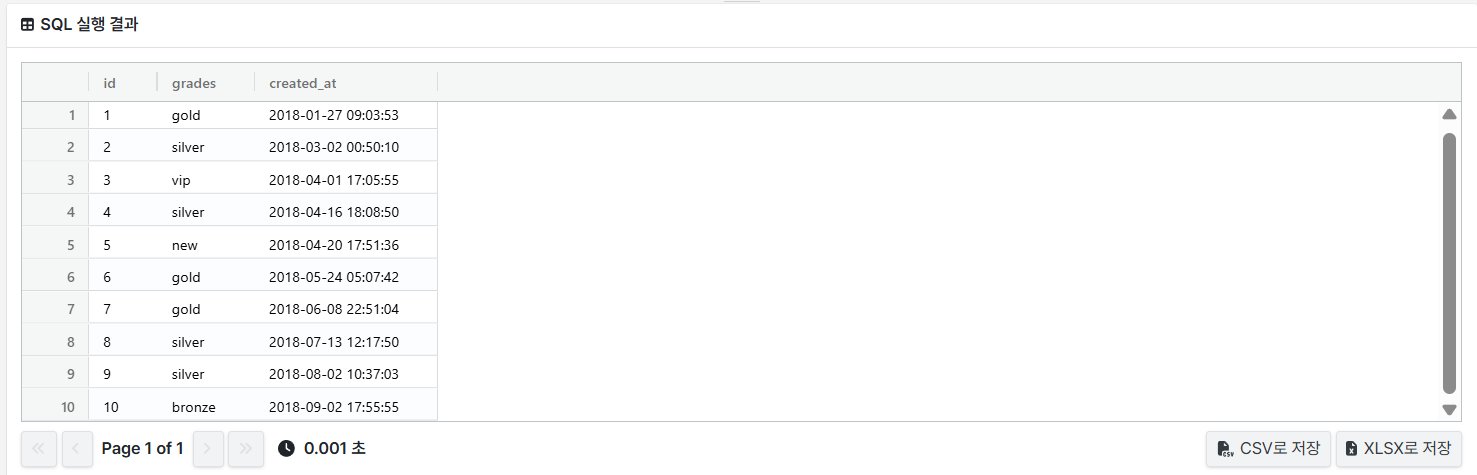 SQL 실행 결과
id grades created_at
1 1 gold 2018-01-27 09:03:53
2 2 silver 2018-03-02 00:50:10
3 3 vip 2018-04-01 17:05:55
4 4 silver 2018-04-16 18:08:50
5 5 new 2018-04-20 17:51:36
6 6 gold 2018-05-24 05:07:42
7 7 gold 2018-06-08 22:51:04
8 8 silver 2018-07-13 12:17:50
9 9 silver 2018-08-02 10:37:03
10 10 bronze 2018-09-02 17:55:55
Page 1 of 1 0.001 초 CSV로 저장 XLSX로 저장